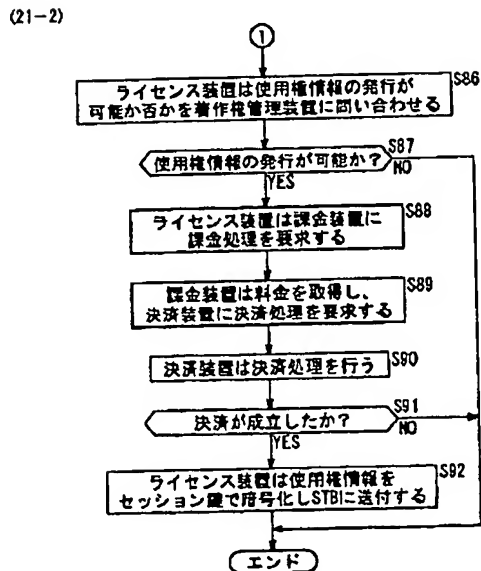 (21-2)
1
ライセンス装置は使用権情報の発行が
可能か否かを著作権管理装置に問い合わせる
S86
使用権情報の発行が可能か?
S87
NO
YES
ライセンス装置は課金装置に
課金処理を要求する
S88
課金装置は料金を取得し、
決済装置に決済処理を要求する
S89
決済装置は決済処理を行う
S90
決済が成立したか?
S91
NO
YES
ライセンス装置は使用権情報を
セッション鍵で暗号化しSTBに送付する
S92
エンド